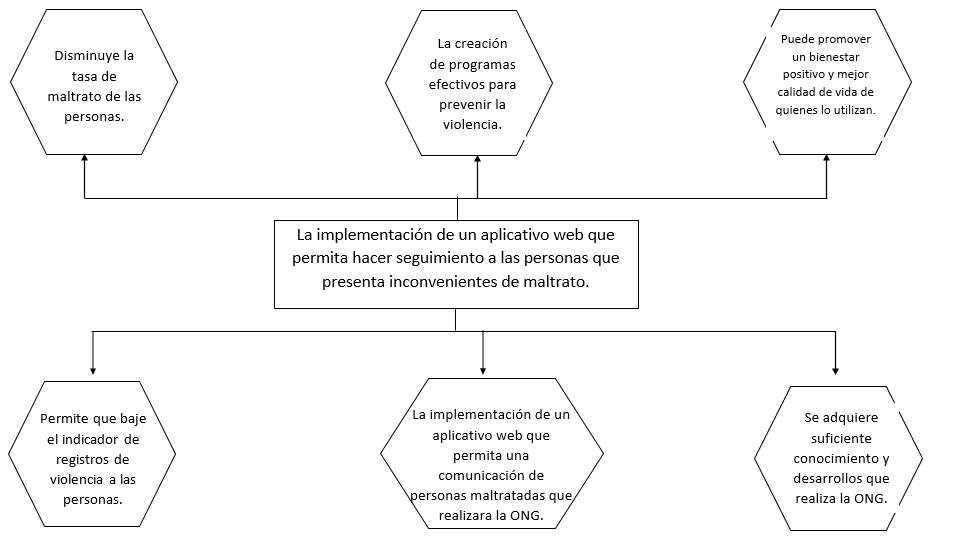 Disminuye la
tasa de
maltrato de las
personas.
La creación
de programas
efectivos para
prevenir la
violencia.
Puede promover
un bienestar
positivo y mejor
calidad de vida de
quienes lo utilizan.
La implementación de un aplicativo web que
permita hacer seguimiento a las personas que
presenta inconvenientes de maltrato.
Permite que baje
el indicador de
registros de
violencia a las
personas.
La implementación de un
aplicativo web que
permita una
comunicación de
personas maltratadas que
realizara la ONG.
Se adquiere
suficiente
conocimiento y
desarrollos que
realiza la ONG.